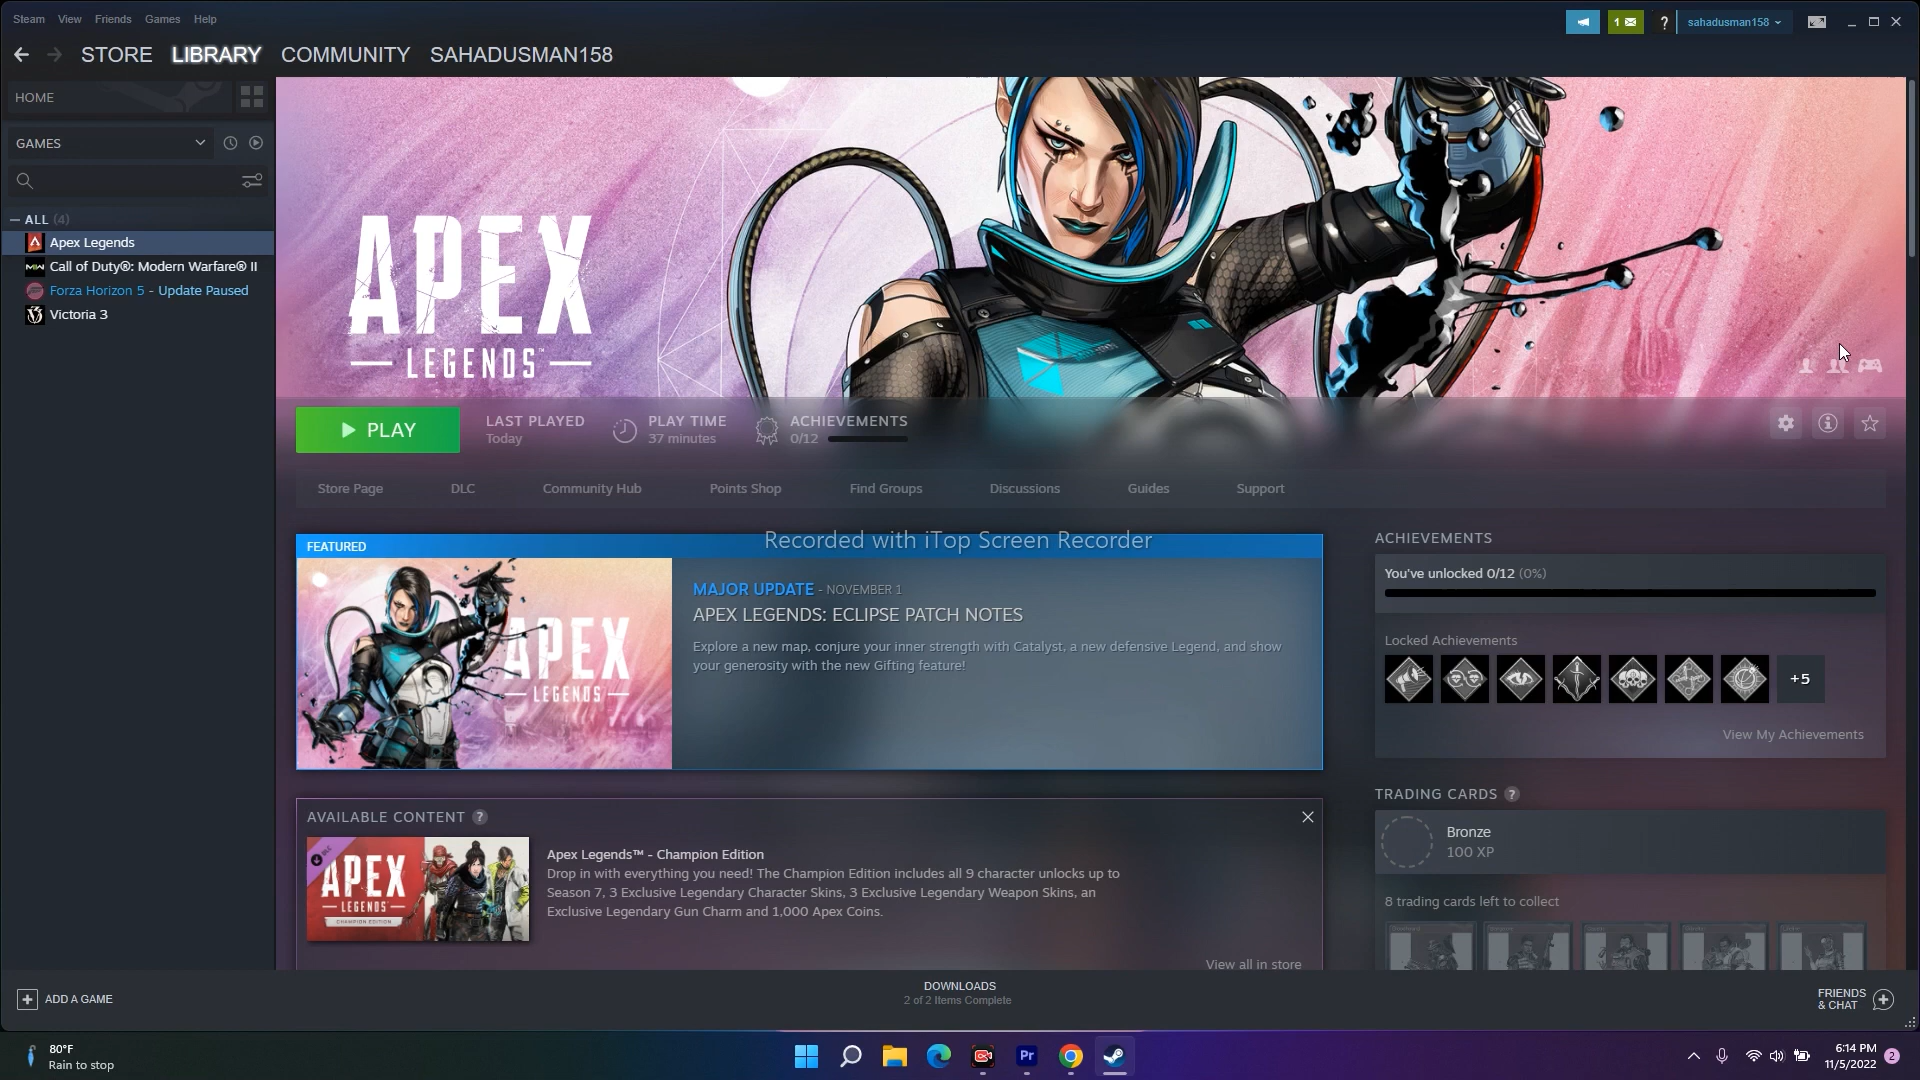 Steam View Friends Games Help
1
?
sahadusman158
STORE LIBRARY COMMUNITY SAHADUSMAN158
HOME
GAMES
ALL (4)
Apex Legends
Call of Duty®: Modern Warfare® II
Forza Horizon 5 - Update Paused
Victoria 3
APEX
LEGENDS™
PLAY
LAST PLAYED
Today
PLAY TIME
37 minutes
ACHIEVEMENTS
0/12
Store Page DLC Community Hub Points Shop Find Groups Discussions Guides Support
Recorded with iTop Screen Recorder
FEATURED
APEX
LEGENDS
MAJOR UPDATE - NOVEMBER 1
APEX LEGENDS: ECLIPSE PATCH NOTES
Explore a new map, conjure your inner strength with Catalyst, a new defensive Legend, and show
your generosity with the new Gifting feature!
AVAILABLE CONTENT ?
DLC
APEX
LEGENDS
CHAMPION EDITION
Apex Legends™ - Champion Edition
Drop in with everything you need! The Champion Edition includes all 9 character unlocks up to
Season 7, 3 Exclusive Legendary Character Skins, 3 Exclusive Legendary Weapon Skins, an
Exclusive Legendary Gun Charm and 1,000 Apex Coins.
View all in store
ACHIEVEMENTS
You've unlocked 0/12 (0%)
Locked Achievements
+5
View My Achievements
TRADING CARDS ?
Bronze
100 XP
8 trading cards left to collect
ADD A GAME
DOWNLOADS
2 of 2 Items Complete
FRIENDS
& CHAT
80°F
Rain to stop
Pr
6:14 PM
11/5/2022
2